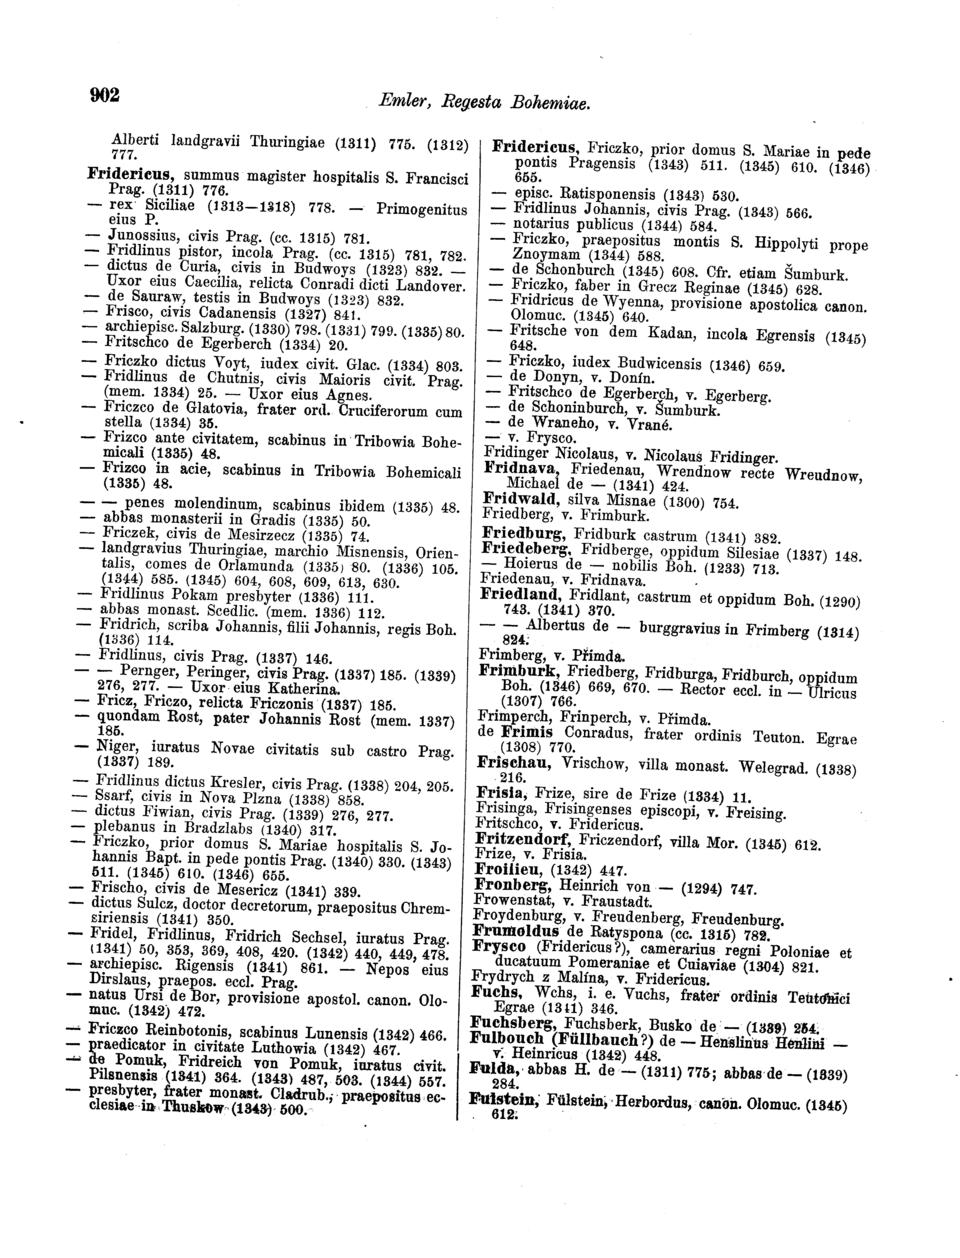 902
Emler, Regesta Bohemiae.
Alberti landgravii Thuringiae (1311) 775. (1312)
777.
Fridericus, summus magister hospitalis S. Francisci
Prag. (1311) 776.
— rex Siciliae (1313—1318) 778. — Primogenitus
eius P.
— Junossius, civis Prag. (cc. 1315) 781.
— Fridlinus pistor, incola Prag. (cc. 1315) 781, 782.
— dictus de Curia, civis in Budwoys (1323) 832. —
Uxor eius Caecilia, relicta Conradi dicti Landover.
— de Sauraw, testis in Budwoys (1323) 832.
— Frisco, civis Cadanensis (1327) 841.
— archiepisc. Salzburg. (1330) 798. (1331) 799. (1335) 80.
— Fritschco de Egerberch (1334) 20.
— Friczko dictus Voyt, iudex civit. Glac. (1334) 803.
— Fridlinus de Chutnis, civis Maioris civit. Prag.
(mem. 1334) 25. — Uxor eius Agnes.
— Friczco de Glatovia, frater ord. Cruciferorum cum
stella (1334) 35.
— Frizco ante civitatem, scabinus in Tribowia Bohe-
micali (1335) 48.
— Frizco in acie, scabinus in Tribowia Bohemicali
(1335) 48.
— — penes molendinum, scabinus ibidem (1335) 48.
— abbas monasterii in Gradis (1335) 50.
— Friczek, civis de Mesirzecz (1335) 74.
— landgravius Thuringiae, marchio Misnensis, Orien-
talis, comes de Orlamunda (1335) 80. (1336) 105.
(1344) 585. (1345) 604, 608, 609, 613, 630.
— Fridlinus Pokam presbyter (1336) 111.
— abbas monast. Scedlic. (mem. 1336) 112.
— Fridrich, scriba Johannis, filii Johannis, regis Boh.
(1336) 114.
— Fridlinus, civis Prag. (1337) 146.
— — Pernger, Peringer, civis Prag. (1337) 185. (1339)
276, 277. — Uxor eius Katherina.
— Fricz, Friczo, relicta Friczonis (1337) 185.
— quondam Rost, pater Johannis Rost (mem. 1337)
185.
— Niger, iuratus Novae civitatis sub castro Prag.
(1337) 189.
— Fridlinus dictus Kresler, civis Prag. (1338) 204, 205.
— Ssarf, civis in Nova Plzna (1338) 858.
— dictus Fiwian, civis Prag. (1339) 276, 277.
— plebanus in Bradzlabs (1340) 317.
— Friczko, prior domus S. Mariae hospitalis S. Jo-
hannis Bapt. in pede pontis Prag. (1340) 330. (1343)
511. (1345) 610. (1346) 655.
— Frischo, civis de Mesericz (1341) 339.
— dictus Sulcz, doctor decretorum, praepositus Chrem-
siriensis (1341) 350.
— Fridel, Fridlinus, Fridrich Sechsel, iuratus Prag.
(1341) 50, 353, 369, 408, 420. (1342) 440, 449, 478.
— archiepisc. Rigensis (1341) 861. — Nepos eius
Dirslaus, praepos. eccl. Prag.
— natus Ursi de Bor, provisione apostol. canon. Olo-
muc. (1342) 472.
— Friczco Reinbotonis, scabinus Lunensis (1342) 466.
— praedicator in civitate Luthowia (1342) 467.
— de Pomuk, Fridreich von Pomuk, iuratus civit.
Pilsnensis (1341) 364. (1343) 487, 503. (1344) 557.
— presbyter, frater monast. Cladrub., praepositus ec-
clesiae in Thuskow (1343) 500.
Fridericus, Friczko, prior domus S. Mariae in pede
pontis Pragensis (1343) 511. (1345) 610. (1346)
655.
— episc. Ratisponensis (1343) 530.
— Fridlinus Johannis, civis Prag. (1343) 566.
— notarius publicus (1344) 584.
— Friczko, praepositus montis S. Hippolyti prope
Znoymam (1344) 588.
— de Schonburch (1345) 608. Cfr. etiam Šumburk.
— Friczko, faber in Grecz Reginae (1345) 628.
— Fridricus de Wyenna, provisione apostolica canon.
Olomuc. (1345) 640.
— Fritsche von dem Kadan, incola Egrensis (1345)
648.
— Friczko, iudex Budwicensis (1346) 659.
— de Donyn, v. Donín.
— Fritschco de Egerberch, v. Egerberg.
— de Schoninburch, v. Šumburk.
— de Wraneho, v. Vrané.
— v. Frysco.
Fridinger Nicolaus, v. Nicolaus Fridinger.
Fridnava, Friedenau, Wrendnow recte Wreudnow,
Michael de — (1341) 424.
Fridwald, silva Misnae (1300) 754.
Friedberg, v. Frimburk.
Friedburg, Fridburk castrum (1341) 382.
Friedeberg, Fridberge, oppidum Silesiae (1337) 148.
— Hoierus de — nobilis Boh. (1233) 713.
Friedenau, v. Fridnava.
Friedland, Fridlant, castrum et oppidum Boh. (1290)
743. (1341) 370.
— — Albertus de — burggravius in Frimberg (1314)
824.
Frimberg, v. Přimda.
Frimburk, Friedberg, Fridburga, Fridburch, oppidum
Boh. (1346) 669, 670. — Rector eccl. in — Ulricus
(1307) 766.
Frimperch, Frinperch, v. Přimda.
de Frimis Conradus, frater ordinis Teuton. Egrae
(1308) 770.
Frischau, Vrischow, villa monast. Welegrad. (1338)
216.
Frisia, Frize, sire de Frize (1334) 11.
Frisinga, Frisingenses episcopi, v. Freising.
Fritschco, v. Fridericus.
Fritzendorf, Friczendorf, villa Mor. (1345) 612.
Frize, v. Frisia.
Froilieu, (1342) 447.
Fronberg, Heinrich von — (1294) 747.
Frowenstat, v. Fraustadt.
Froydenburg, v. Freudenberg, Freudenburg.
Frumoldus de Ratyspona (cc. 1315) 782.
Frysco (Fridericus?), camerarius regni Poloniae et
ducatuum Pomeraniae et Cuiaviae (1304) 821.
Frydrych z Malína, v. Fridericus.
Fuchs, Wchs, i. e. Vuchs, frater ordinis Teutonici
Egrae (1341) 346.
Fuchsberg, Fuchsberk, Busko de — (1339) 254.
Fulbouch (Füllbauch?) de — Henslinus Henlini —
v. Heinricus (1342) 448.
Fulda, abbas H. de — (1311) 775; abbas de — (1339)
284.
Fulstein, Fülstein, Herbordus, canon. Olomuc. (1345)
612.